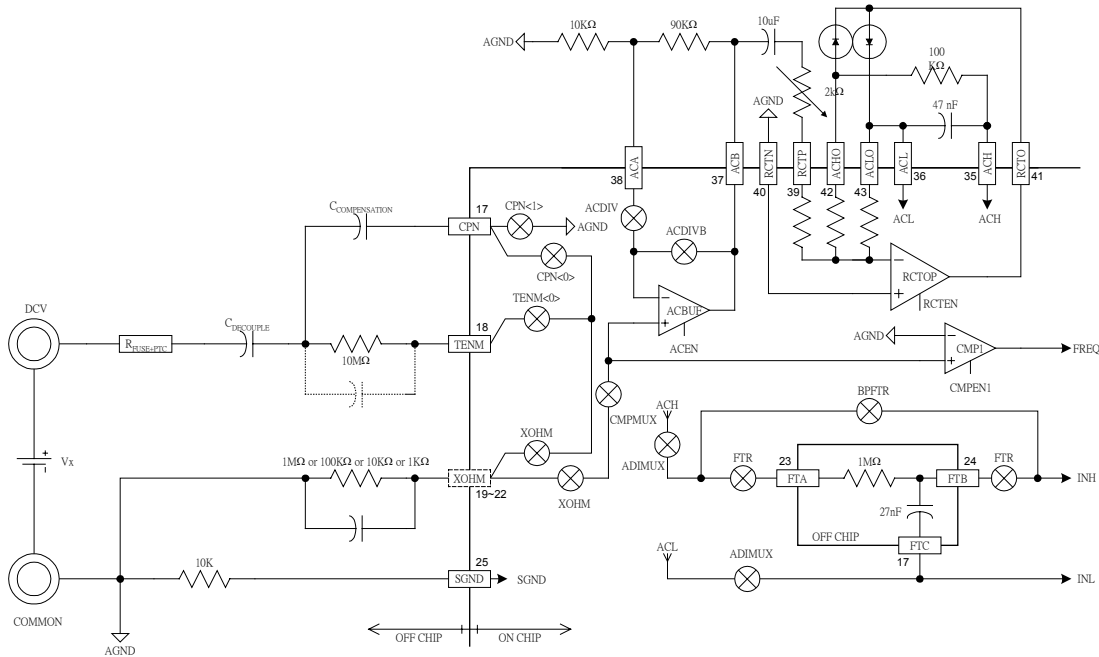 AGND
10KΩ
90KΩ
10uF
2kΩ
100
KΩ
47 nF
AGND
ACA
38
ACB
37
RCTN
40
RCTP
39
ACHO
42
ACLO
43
ACL
36
ACH
35
RCTO
41
ACL
ACH
C COMPENSATION
17
CPN
CPN<1>
AGND
CPN<0>
ACDIV
ACDIVB
ACBUF
ACEN
RCTOP
RCTEN
DCV
R FUSE+PTC
C DECOUPLE
10MΩ
18
TENM
TENM<0>
AGND
CMP1
CMPEN1
FREQ
CMPMUX
Vx
1MΩ or 100KΩ or 10KΩ or 1KΩ
XOHM
19~22
XOHM
XOHM
ACH
ADIMUX
BPFTR
FTR
23
FTA
1MΩ
24
FTB
FTR
INH
27nF
OFF CHIP
FTC
17
ACL
ADIMUX
INL
10K
25
SGND
SGND
COMMON
AGND
OFF CHIP
ON CHIP